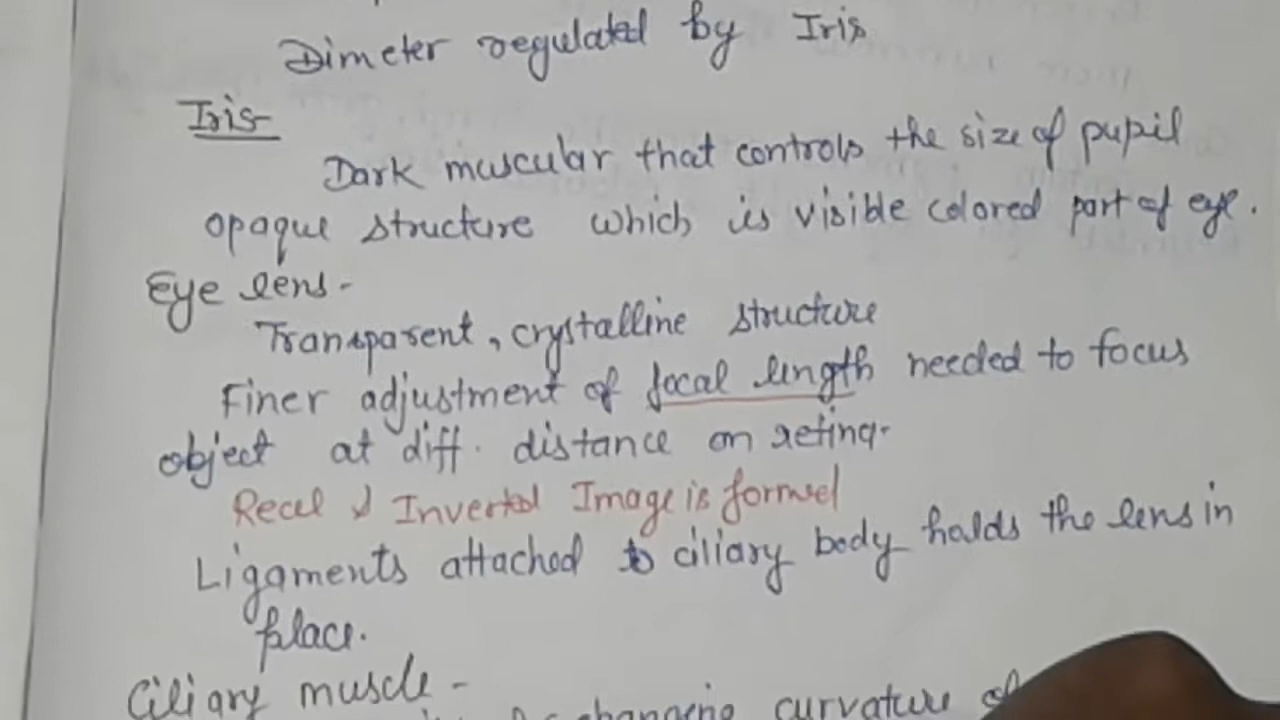 Dimeter regulated by Iris
Iris-
Dark muscular that controls the size of pupil
opaque structure which is visible colored part of eye.
Eye lens-
Transparent, crystalline structure
Finer adjustment of focal length needed to focus
object at diff. distance on retina.
Real & Inverted Image is formed
Ligaments attached to ciliary body holds the lens in
place.
Ciliary muscle-
changing curvature of